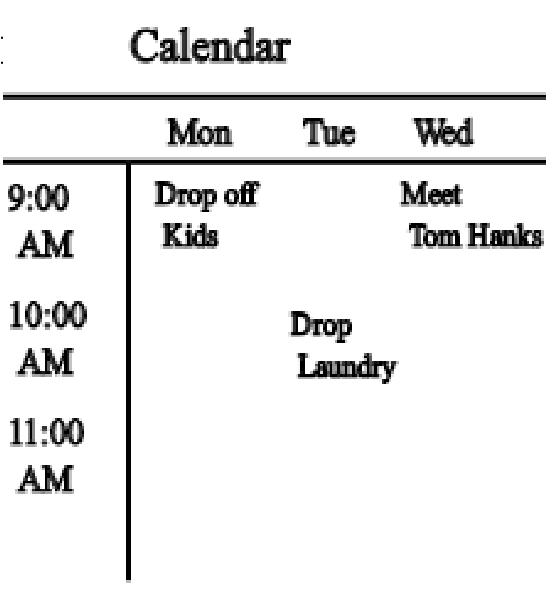 Calendar
Mon Tue Wed
9:00 Drop off Meet
AM Kids Tom Hanks
10:00 Drop
AM Laundry
11:00
AM